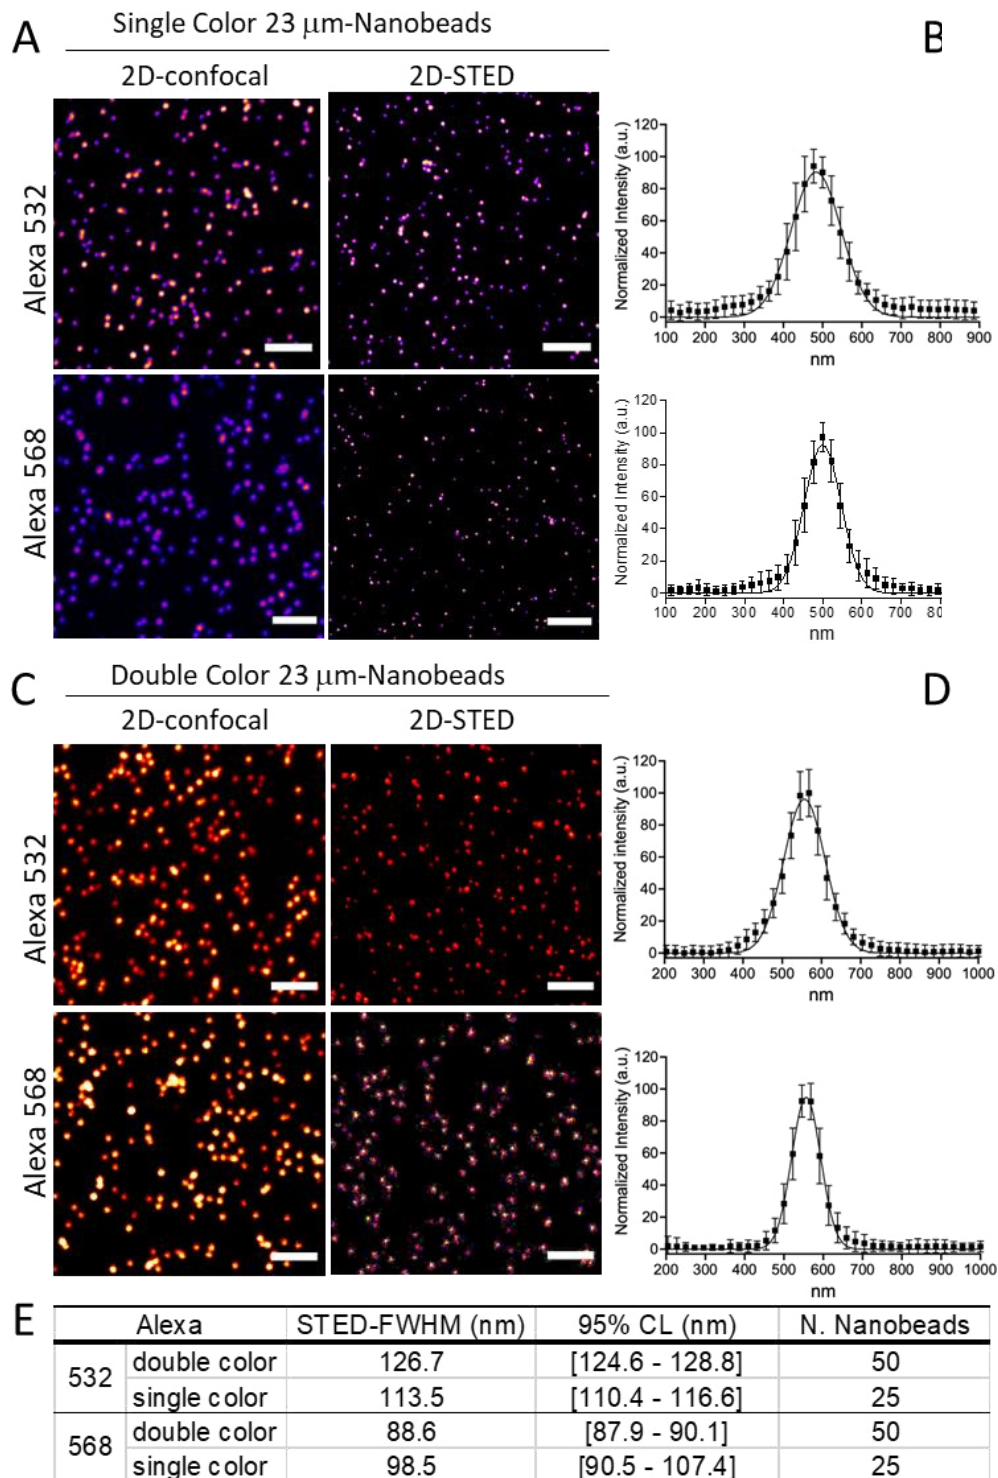 A
Single Color 23 μm-Nanobeads
B
2D-confocal
2D-STED
Alexa 532
Normalized Intensity (a.u.)
120
100
80
60
40
20
0
100 200 300 400 500 600 700 800 900
nm
Alexa 568
Normalized Intensity (a.u.)
120
100
80
60
40
20
0
100 200 300 400 500 600 700 80
nm
C
Double Color 23 μm-Nanobeads
D
2D-confocal
2D-STED
Alexa 532
Normalized intensity (a.u.)
120
100
80
60
40
20
0
200 300 400 500 600 700 800 900 1000
nm
Alexa 568
Normalized Intensity (a.u.)
120
100
80
60
40
20
0
200 300 400 500 600 700 800 900 1000
nm
E
Alexa STED-FWHM (nm) 95% CL (nm) N. Nanobeads
532 double color 126.7 [124.6 - 128.8] 50
single color 113.5 [110.4 - 116.6] 25
568 double color 88.6 [87.9 - 90.1] 50
single color 98.5 [90.5 - 107.4] 25